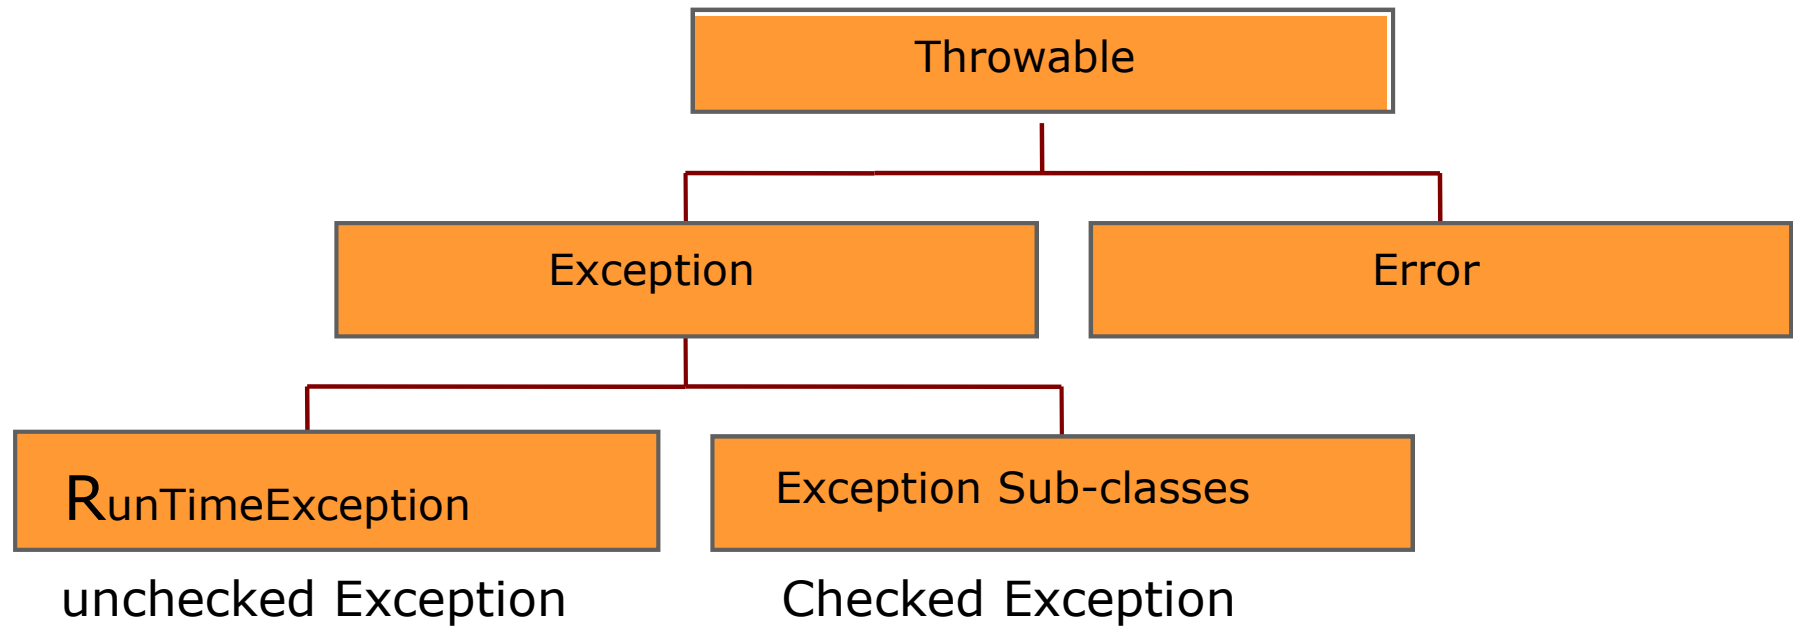 Throwable
Exception
Error
RunTimeException
Exception Sub-classes
unchecked Exception
Checked Exception